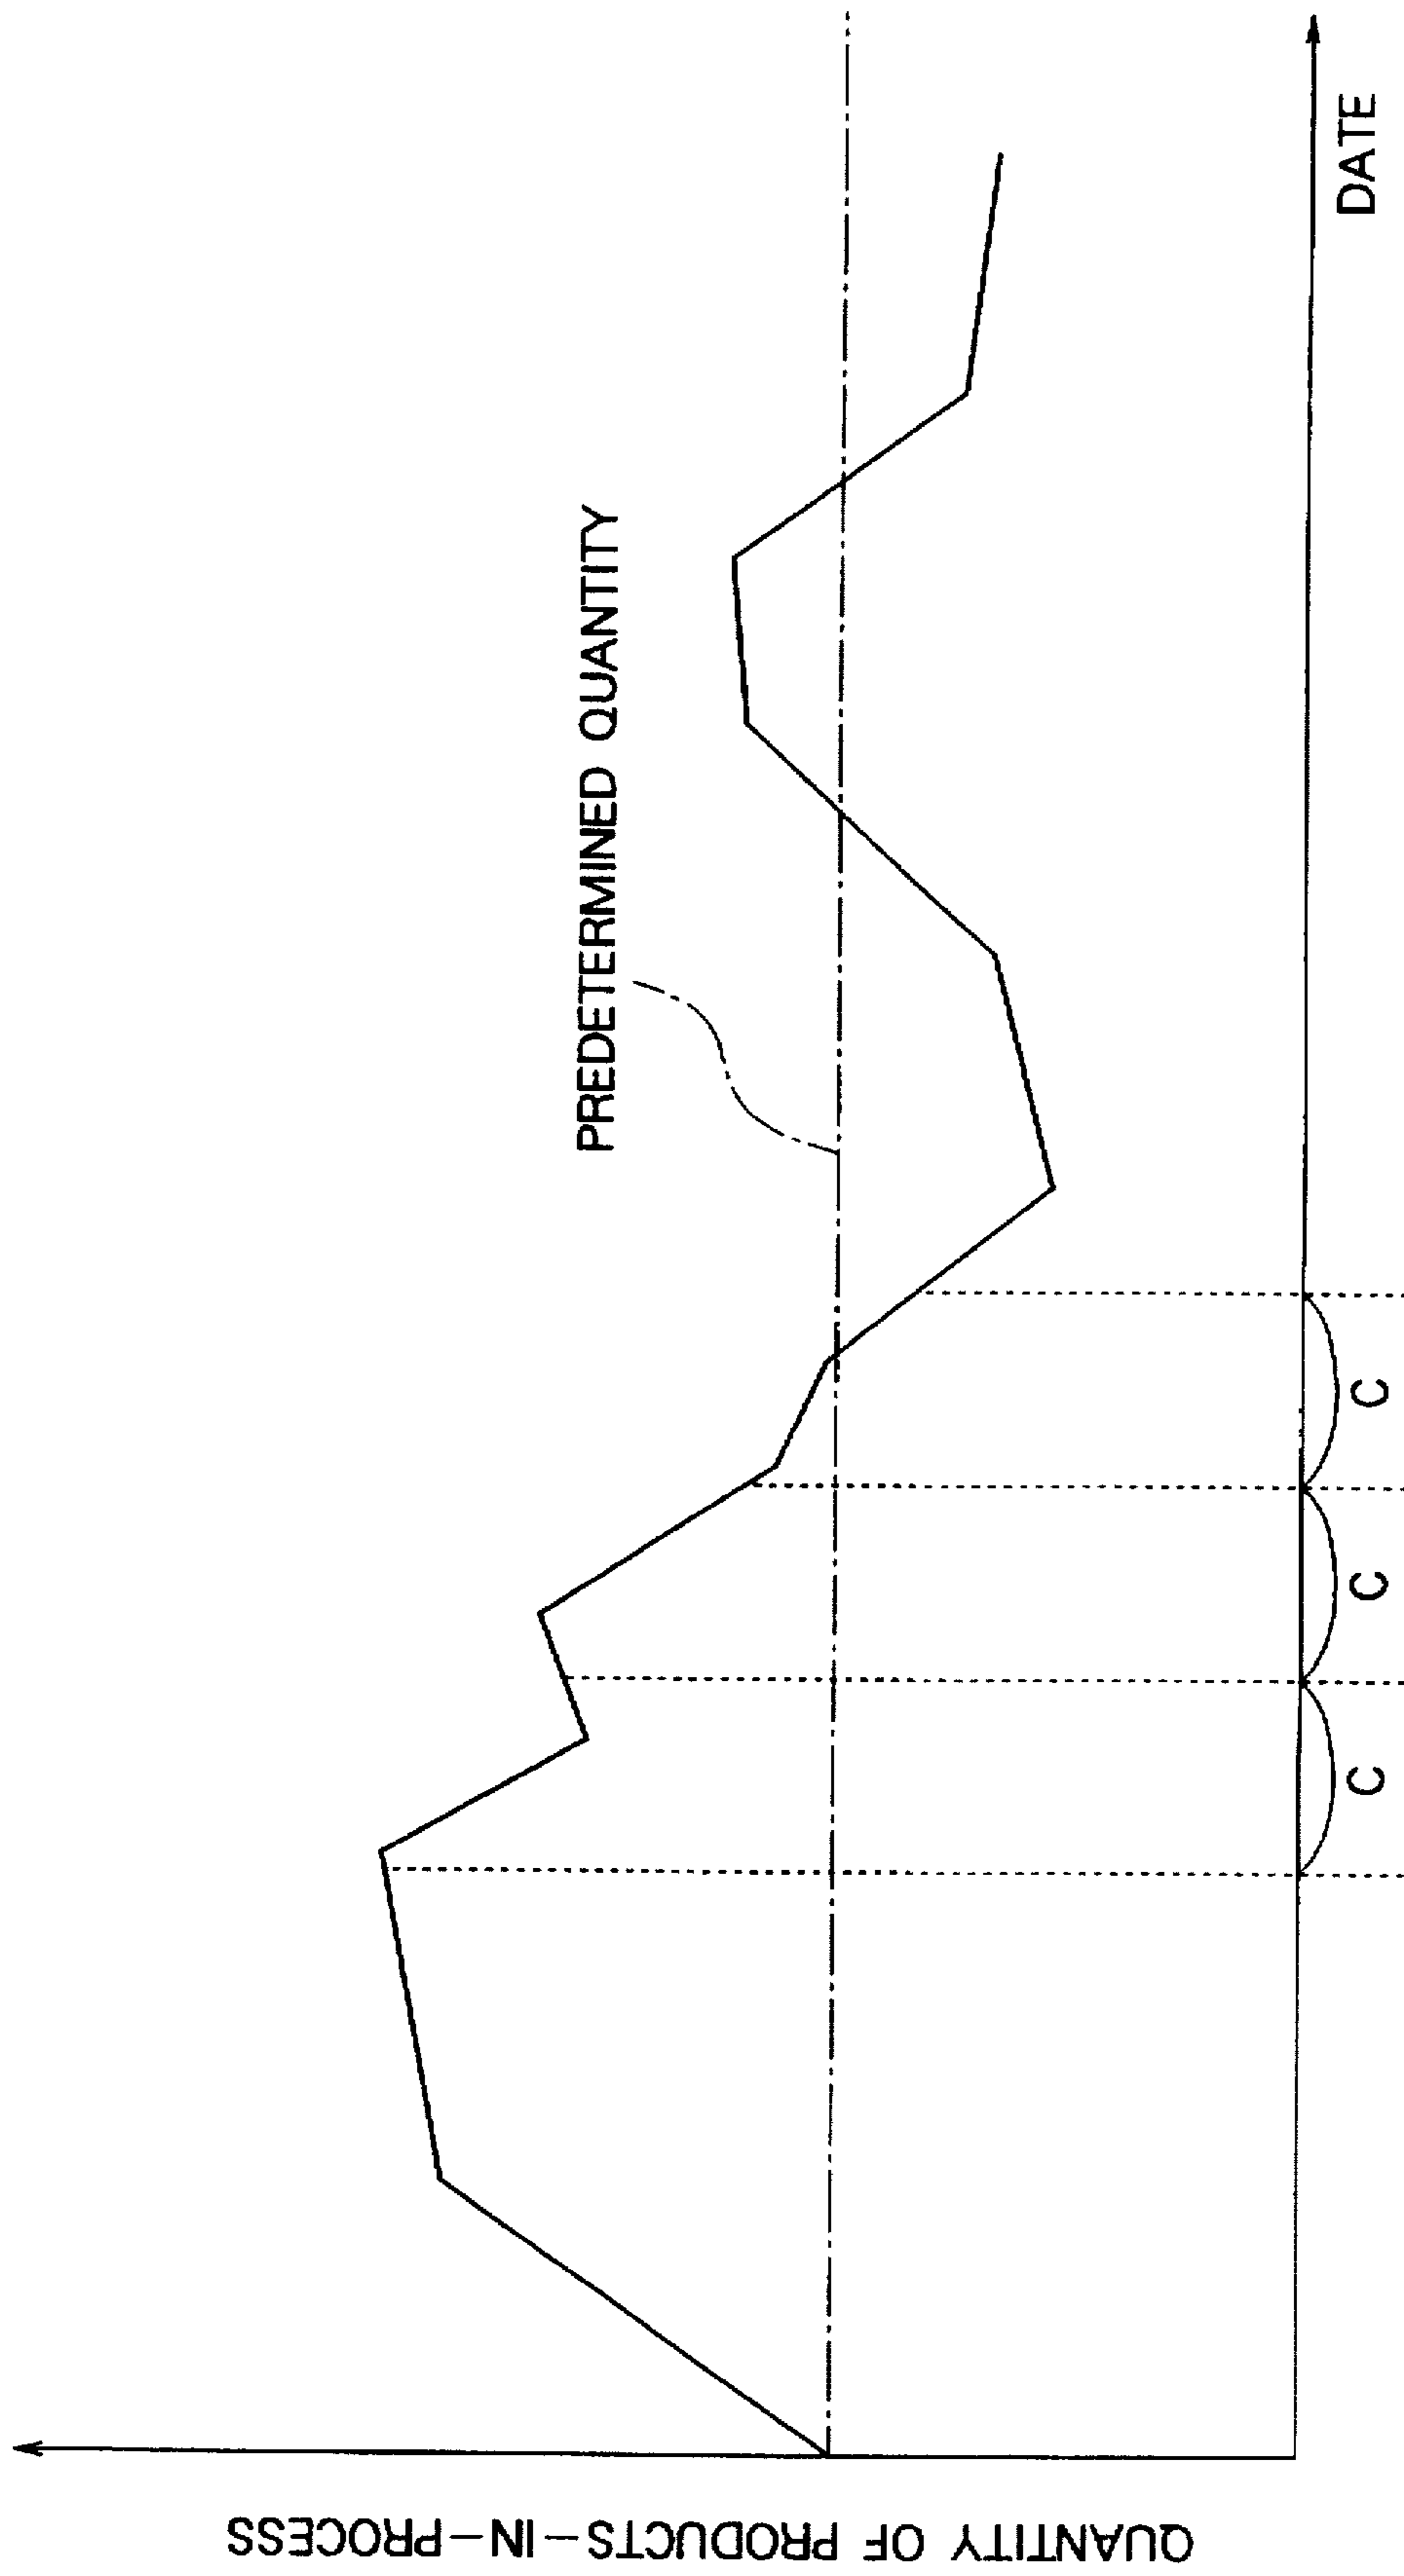 QUANTITY OF PRODUCTS-IN-PROCESS
PREDETERMINED QUANTITY
C
C
C
DATE